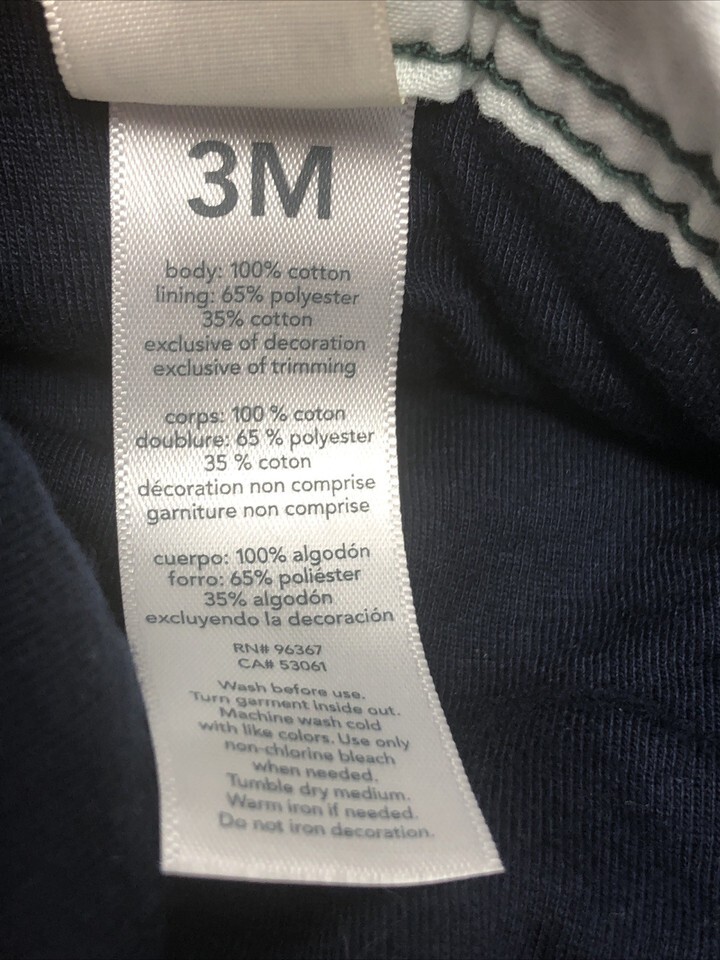 3M
body: 100% cotton
lining: 65% polyester
35% cotton
exclusive of decoration
exclusive of trimming
corps: 100 % coton
doublure: 65 % polyester
35 % coton
décoration non comprise
garniture non comprise
cuerpo: 100% algodón
forro: 65% poliéster
35% algodón
excluyendo la decoración
RN# 96367
CA# 53061
Wash before use.
Turn garment inside out.
Machine wash cold
with like colors. Use only
non-chlorine bleach
when needed.
Tumble dry medium.
Warm iron if needed.
Do not iron decoration.